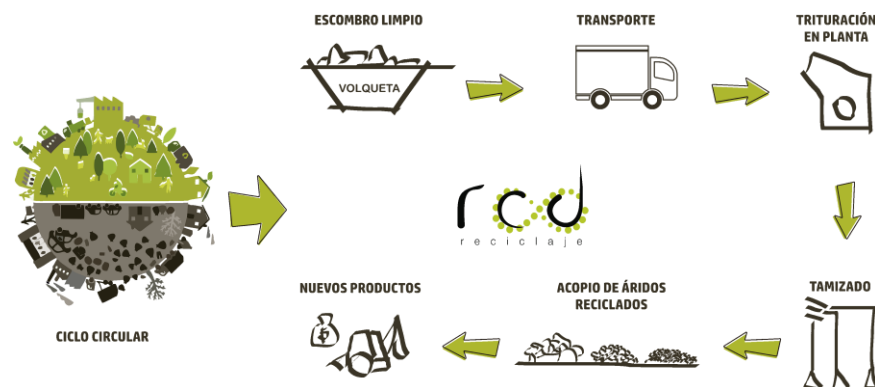 ESCOMBRO LIMPIO
VOLQUETA
TRANSPORTE
TRITURACIÓN
EN PLANTA
rcd
reciclaje
NUEVOS PRODUCTOS
ACOPIO DE ÁRIDOS
RECICLADOS
TAMIZADO
CICLO CIRCULAR